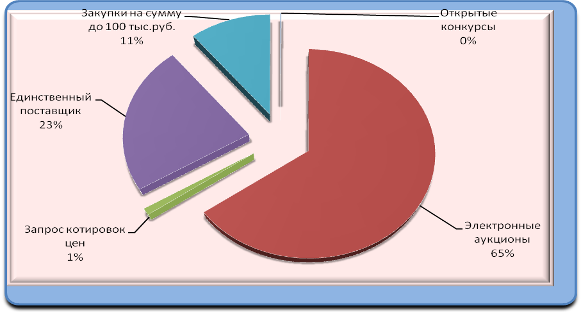 Закупки на сумму
до 100 тыс.руб.
11%
Открытые
конкурсы
0%
Единственный
поставщик
23%
Запрос котировок
цен
1%
Электронные
аукционы
65%